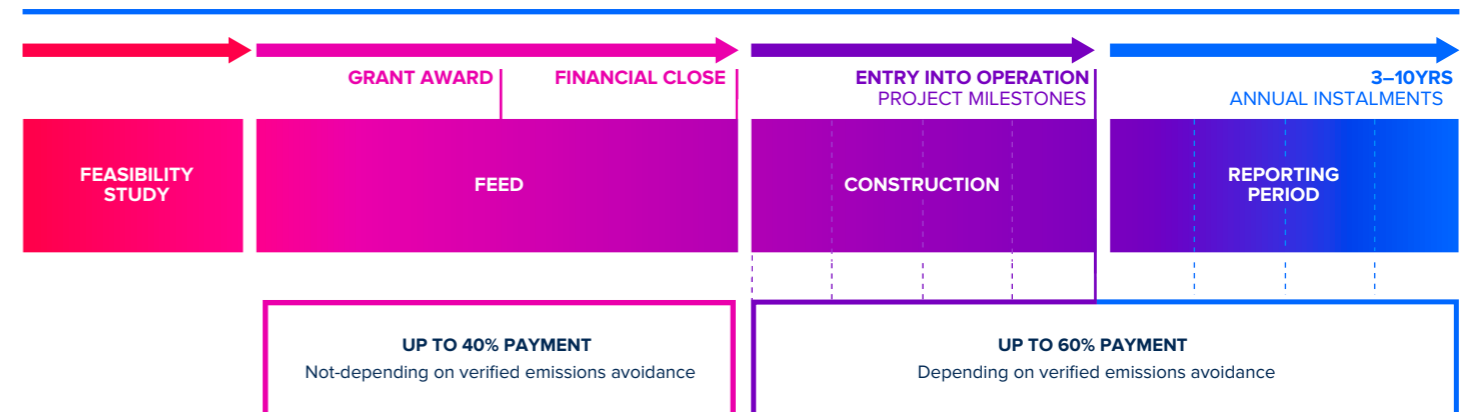 GRANT AWARD
FINANCIAL CLOSE
ENTRY INTO OPERATION
PROJECT MILESTONES
3–10YRS
ANNUAL INSTALMENTS
FEASIBILITY
STUDY
FEED
CONSTRUCTION
REPORTING
PERIOD
UP TO 40% PAYMENT
Not-depending on verified emissions avoidance
UP TO 60% PAYMENT
Depending on verified emissions avoidance